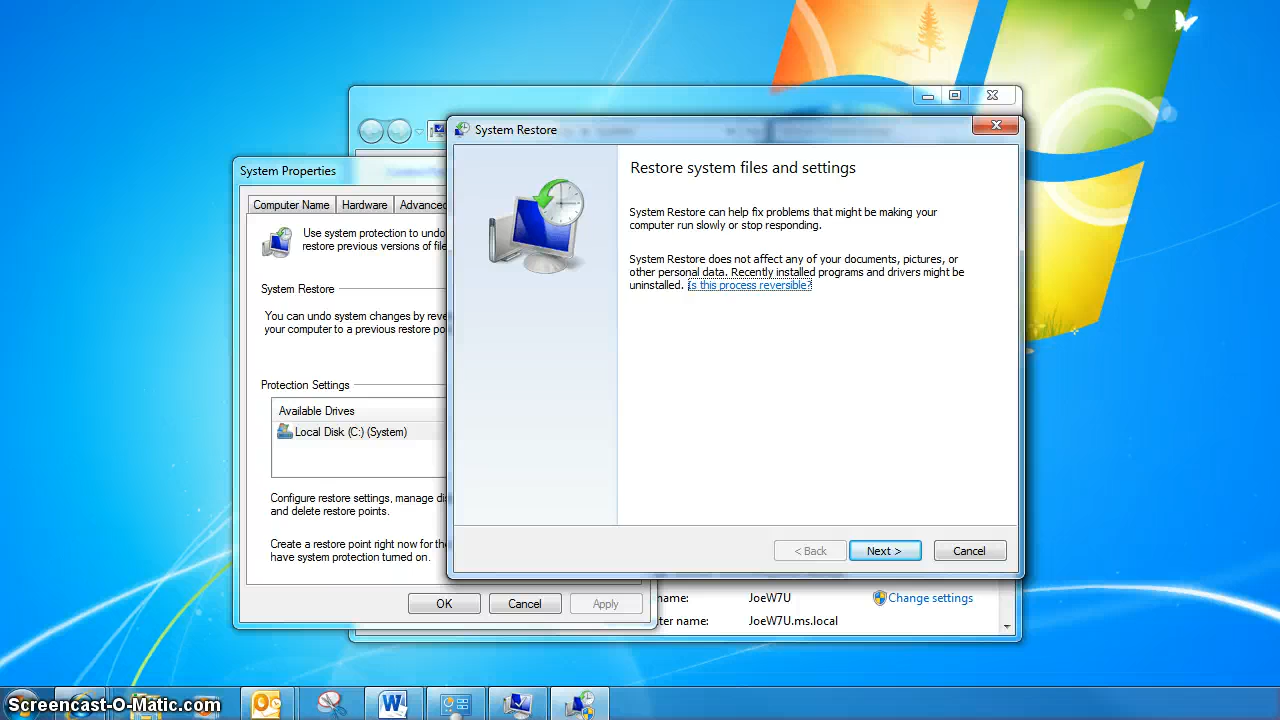 System Restore
System Properties
Restore system files and settings
Computer Name
Hardware
Advanced
System Restore can help fix problems that might be making your
computer run slowly or stop responding.
Use system protection to undo
restore previous versions of file
System Restore does not affect any of your documents, pictures, or
other personal data. Recently installed programs and drivers might be
uninstalled. Is this process reversible?
System Restore
You can undo system changes by reve
your computer to a previous restore po
Protection Settings
Available Drives
Local Disk (C:) (System)
Configure restore settings, manage dis
and delete restore points.
Create a restore point right now for the
have system protection turned on.
< Back
Next >
Cancel
OK
Cancel
Apply
name:
JoeW7U
Change settings
ter name:
JoeW7U.ms.local
Screencast-O-Matic.com